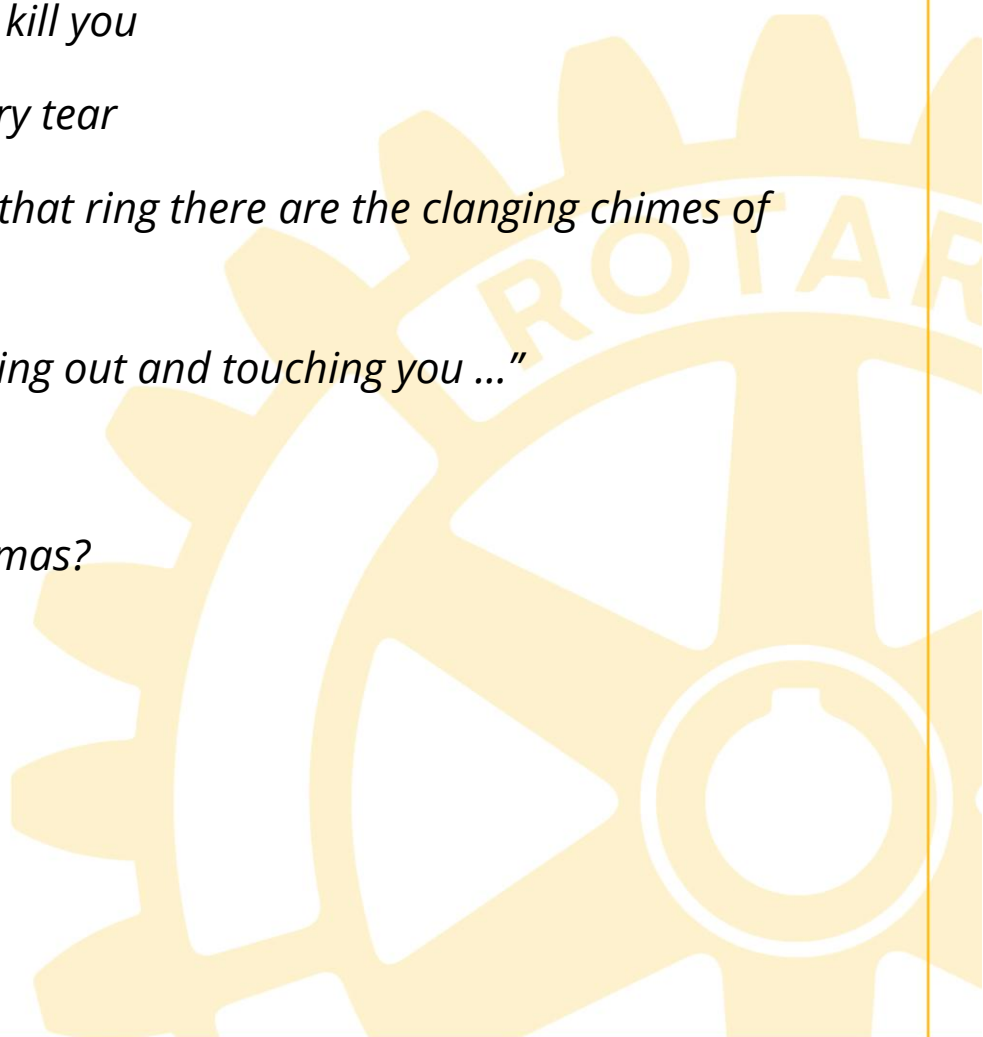 kill you
ry tear
that ring there are the clanging chimes of
ing out and touching you ...”
mas?
ROTAR